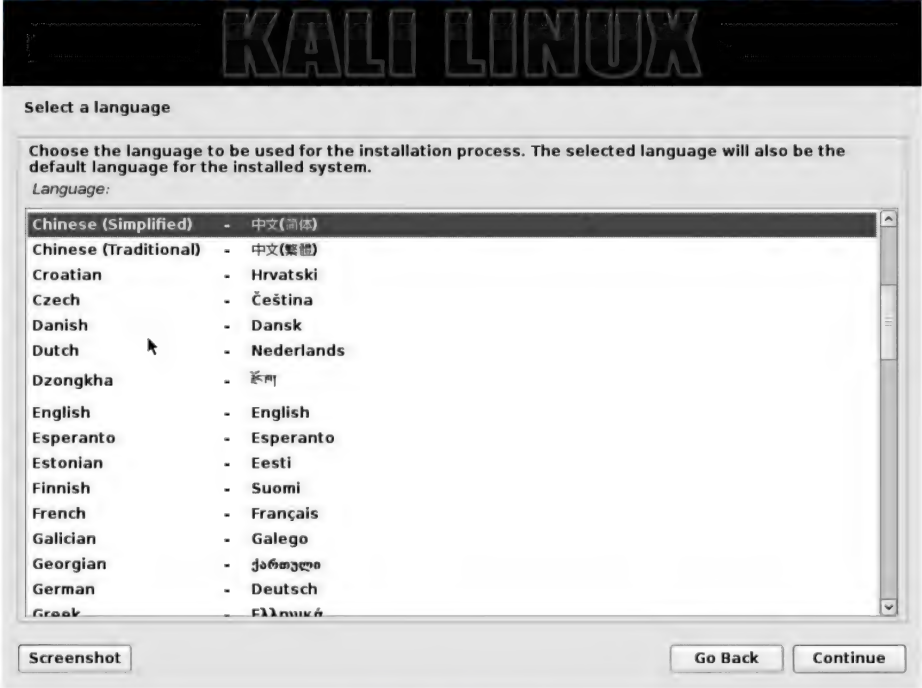 KALI LINUX
Select a language
Choose the language to be used for the installation process. The selected language will also be the
default language for the installed system.
Language:
Chinese (Simplified) - 中文(简体)
Chinese (Traditional) - 中文(繁體)
Croatian - Hrvatski
Czech - Čeština
Danish - Dansk
Dutch - Nederlands
Dzongkha - རྫོང་ཁ།
English - English
Esperanto - Esperanto
Estonian - Eesti
Finnish - Suomi
French - Français
Galician - Galego
Georgian - ქართული
German - Deutsch
Greek - Ελληνικά
Screenshot Go Back Continue